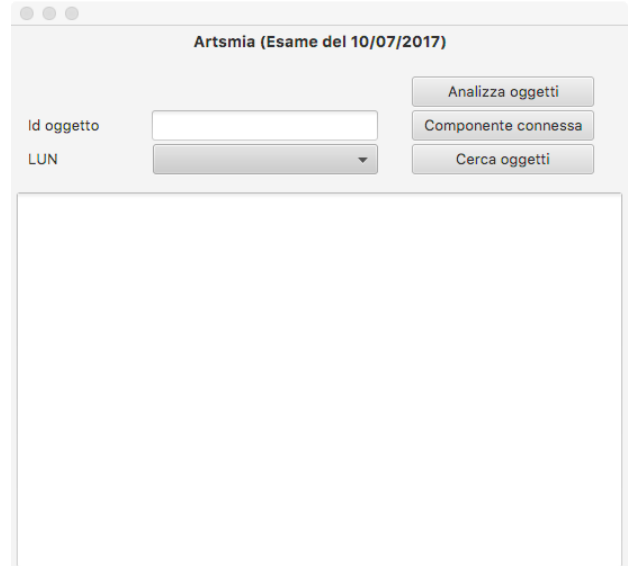 Artsmia (Esame del 10/07/2017)
Analizza oggetti
Id oggetto Componente connessa
LUN Cerca oggetti